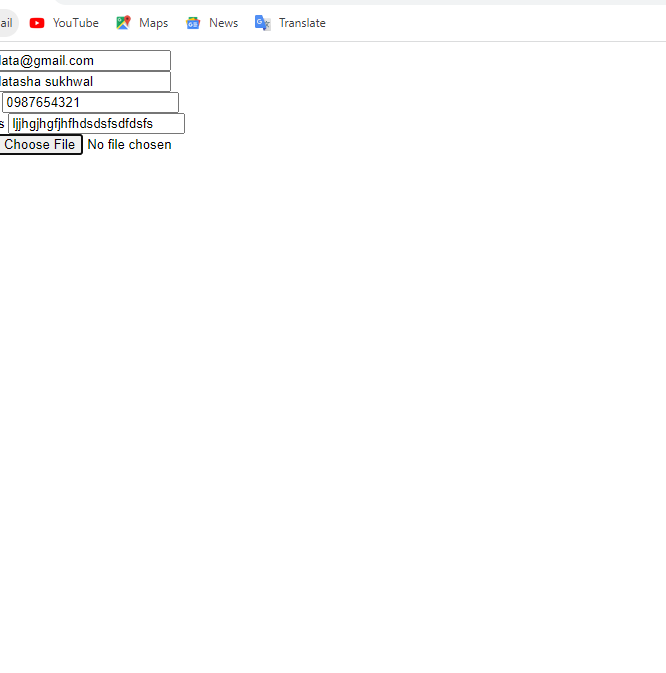 ail YouTube Maps News Translate
lata@gmail.com
latasha sukhwal
0987654321
s ljjhgjhgfjhfhdsdsfsdfdsfs
Choose File No file chosen